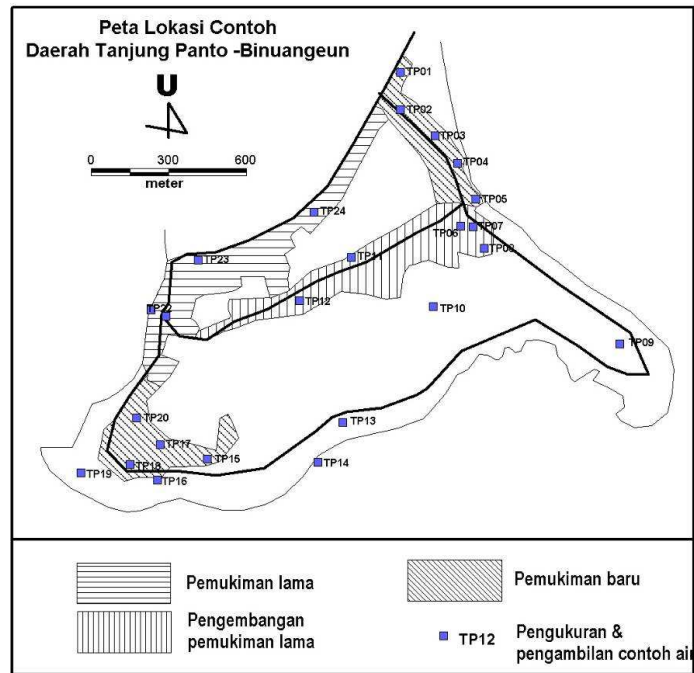 Peta Lokasi Contoh
Daerah Tanjung Panto -Binuangeun
U
0 300 600
meter
TP01
TP02
TP03
TP04
TP05
TP24
TP06 TP07
TP08
TP23
TP11
TP12
TP10
TP22
TP09
TP20
TP13
TP17
TP15
TP14
TP18
TP19
TP16
Pemukiman lama
Pemukiman baru
Pengembangan
pemukiman lama
TP12 Pengukuran &
pengambilan contoh air